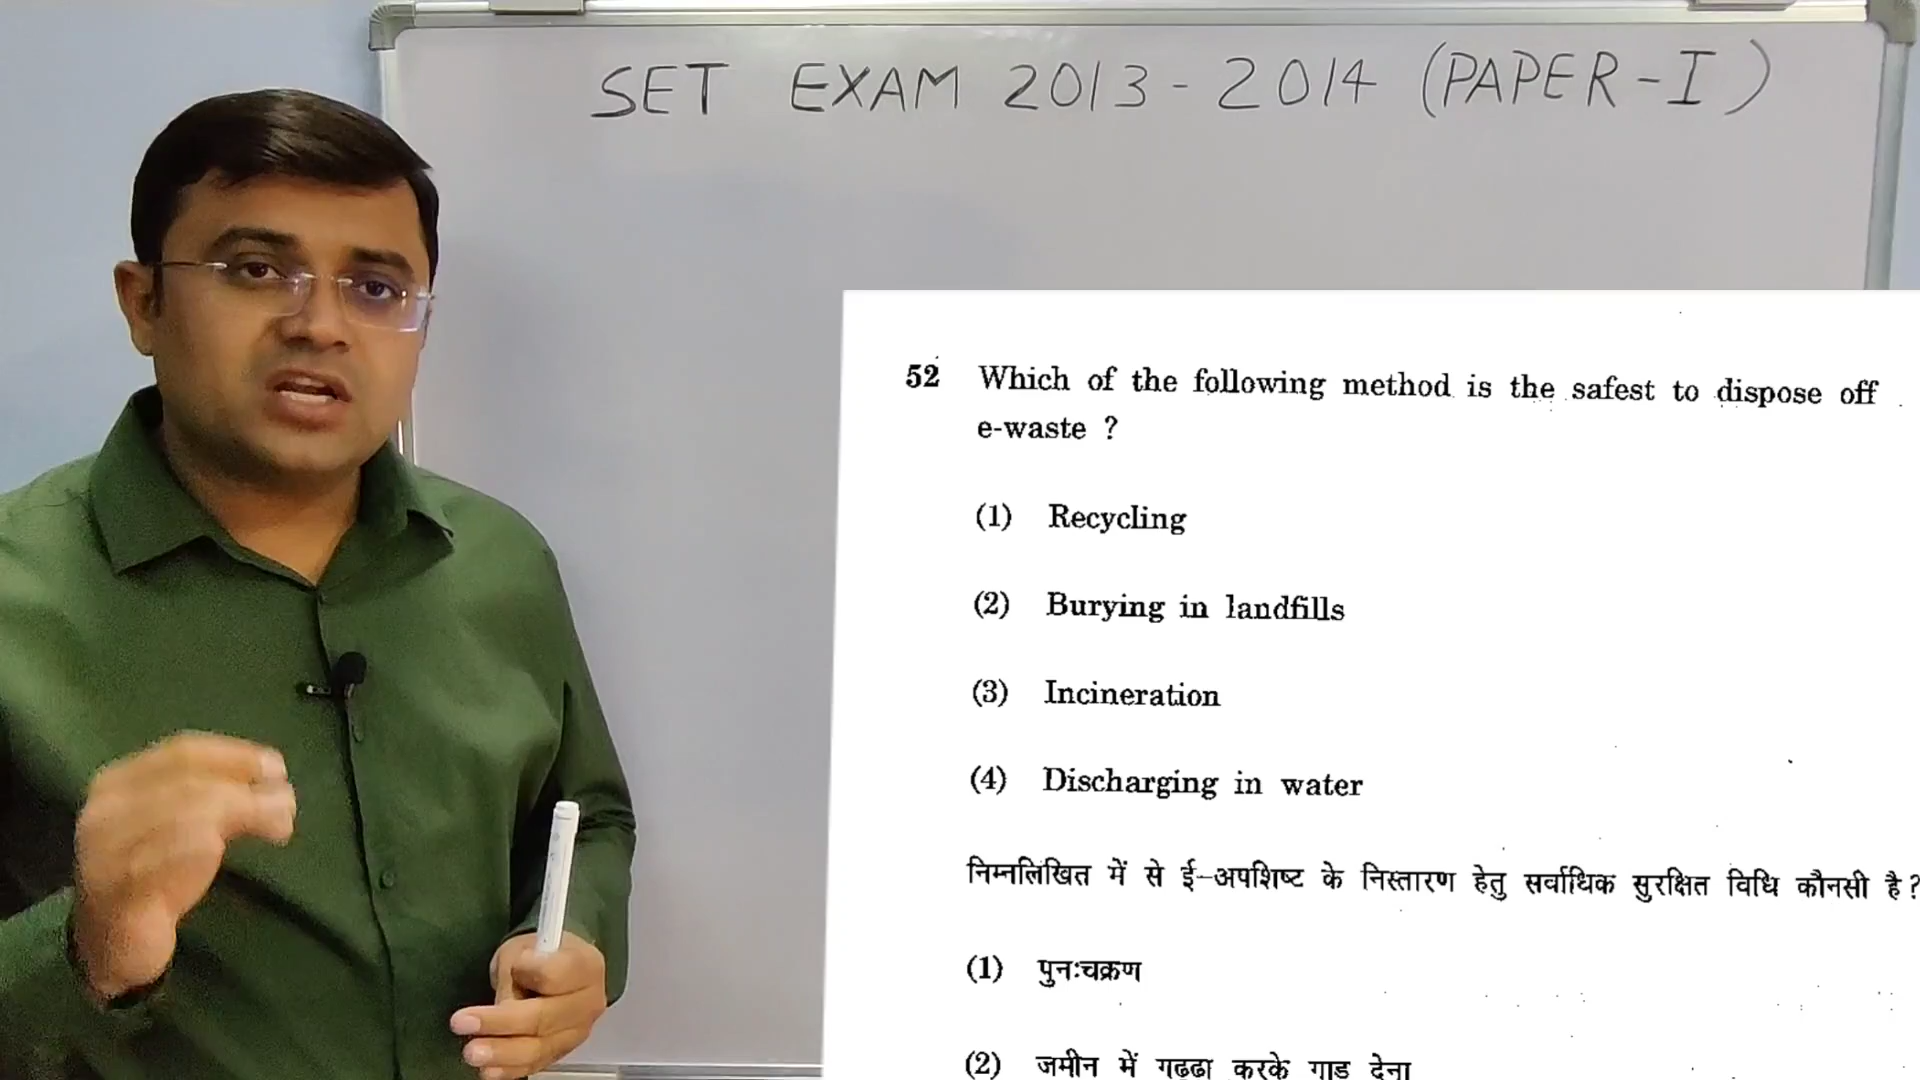 SET EXAM 2013-2014 (PAPER-I)
52 Which of the following method is the safest to dispose off
e-waste ?
(1) Recycling
(2) Burying in landfills
(3) Incineration
(4) Discharging in water
निम्नलिखित में से ई-अपशिष्ट के निस्तारण हेतु सर्वाधिक सुरक्षित विधि कौनसी है ?
(1) पुनःचक्रण
(2) जमीन में गढ्ढा करके गाड़ देना